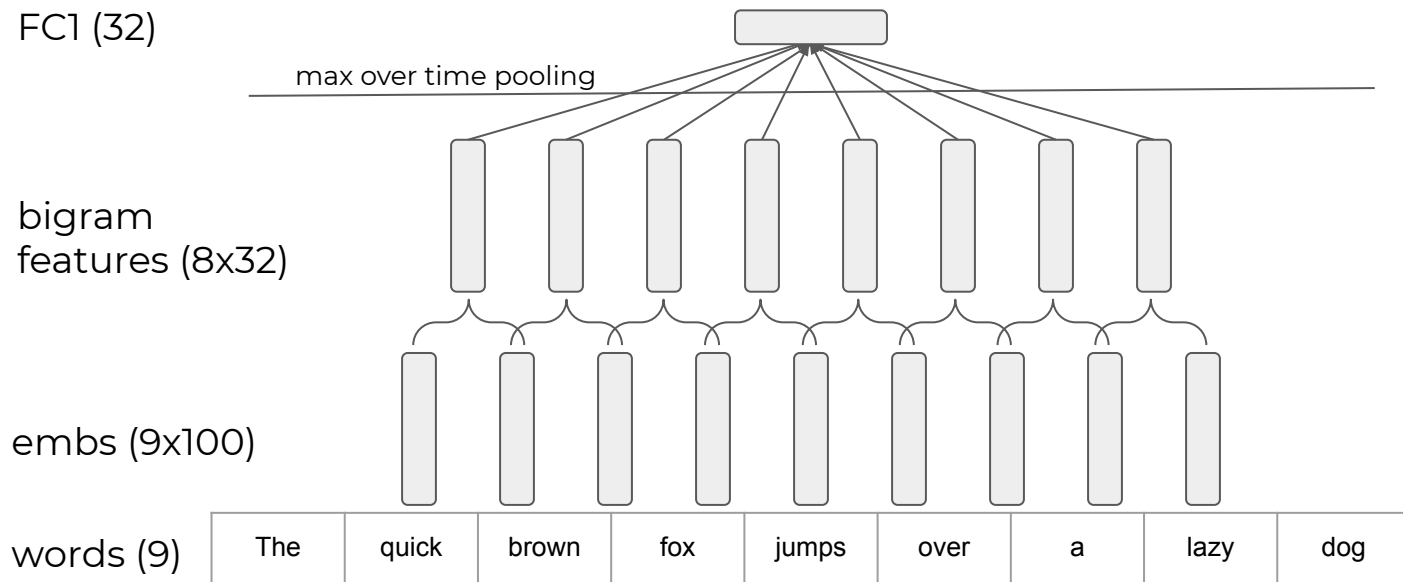 FC1 (32)
max over time pooling
bigram
features (8x32)
embs (9x100)
words (9) The quick brown fox jumps over a lazy dog